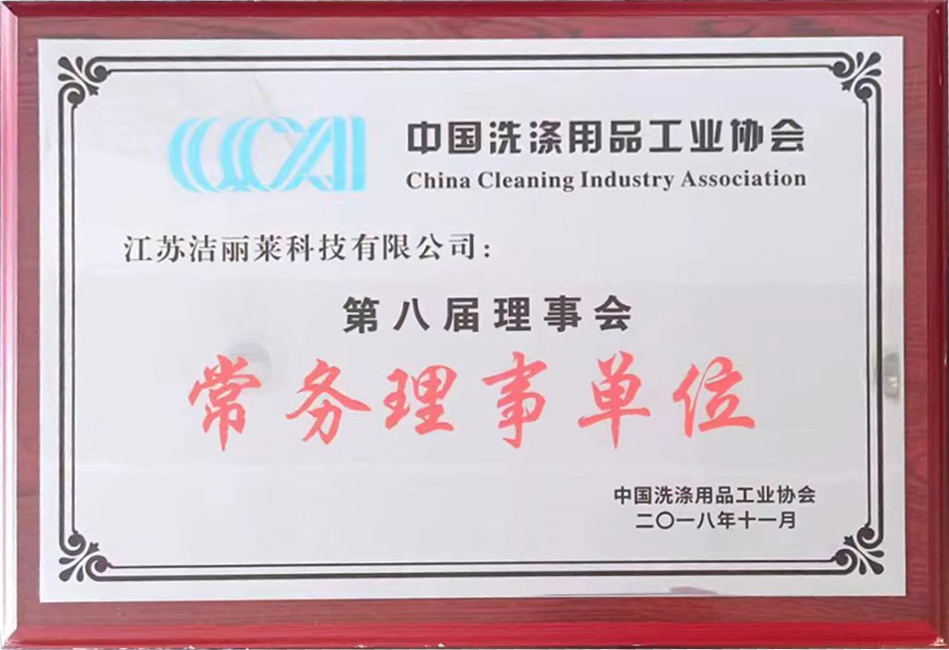 CCIA
中国洗涤用品工业协会
China Cleaning Industry Association
江苏洁丽莱科技有限公司：
第八届理事会
常务理事单位
中国洗涤用品工业协会
二〇一八年十一月